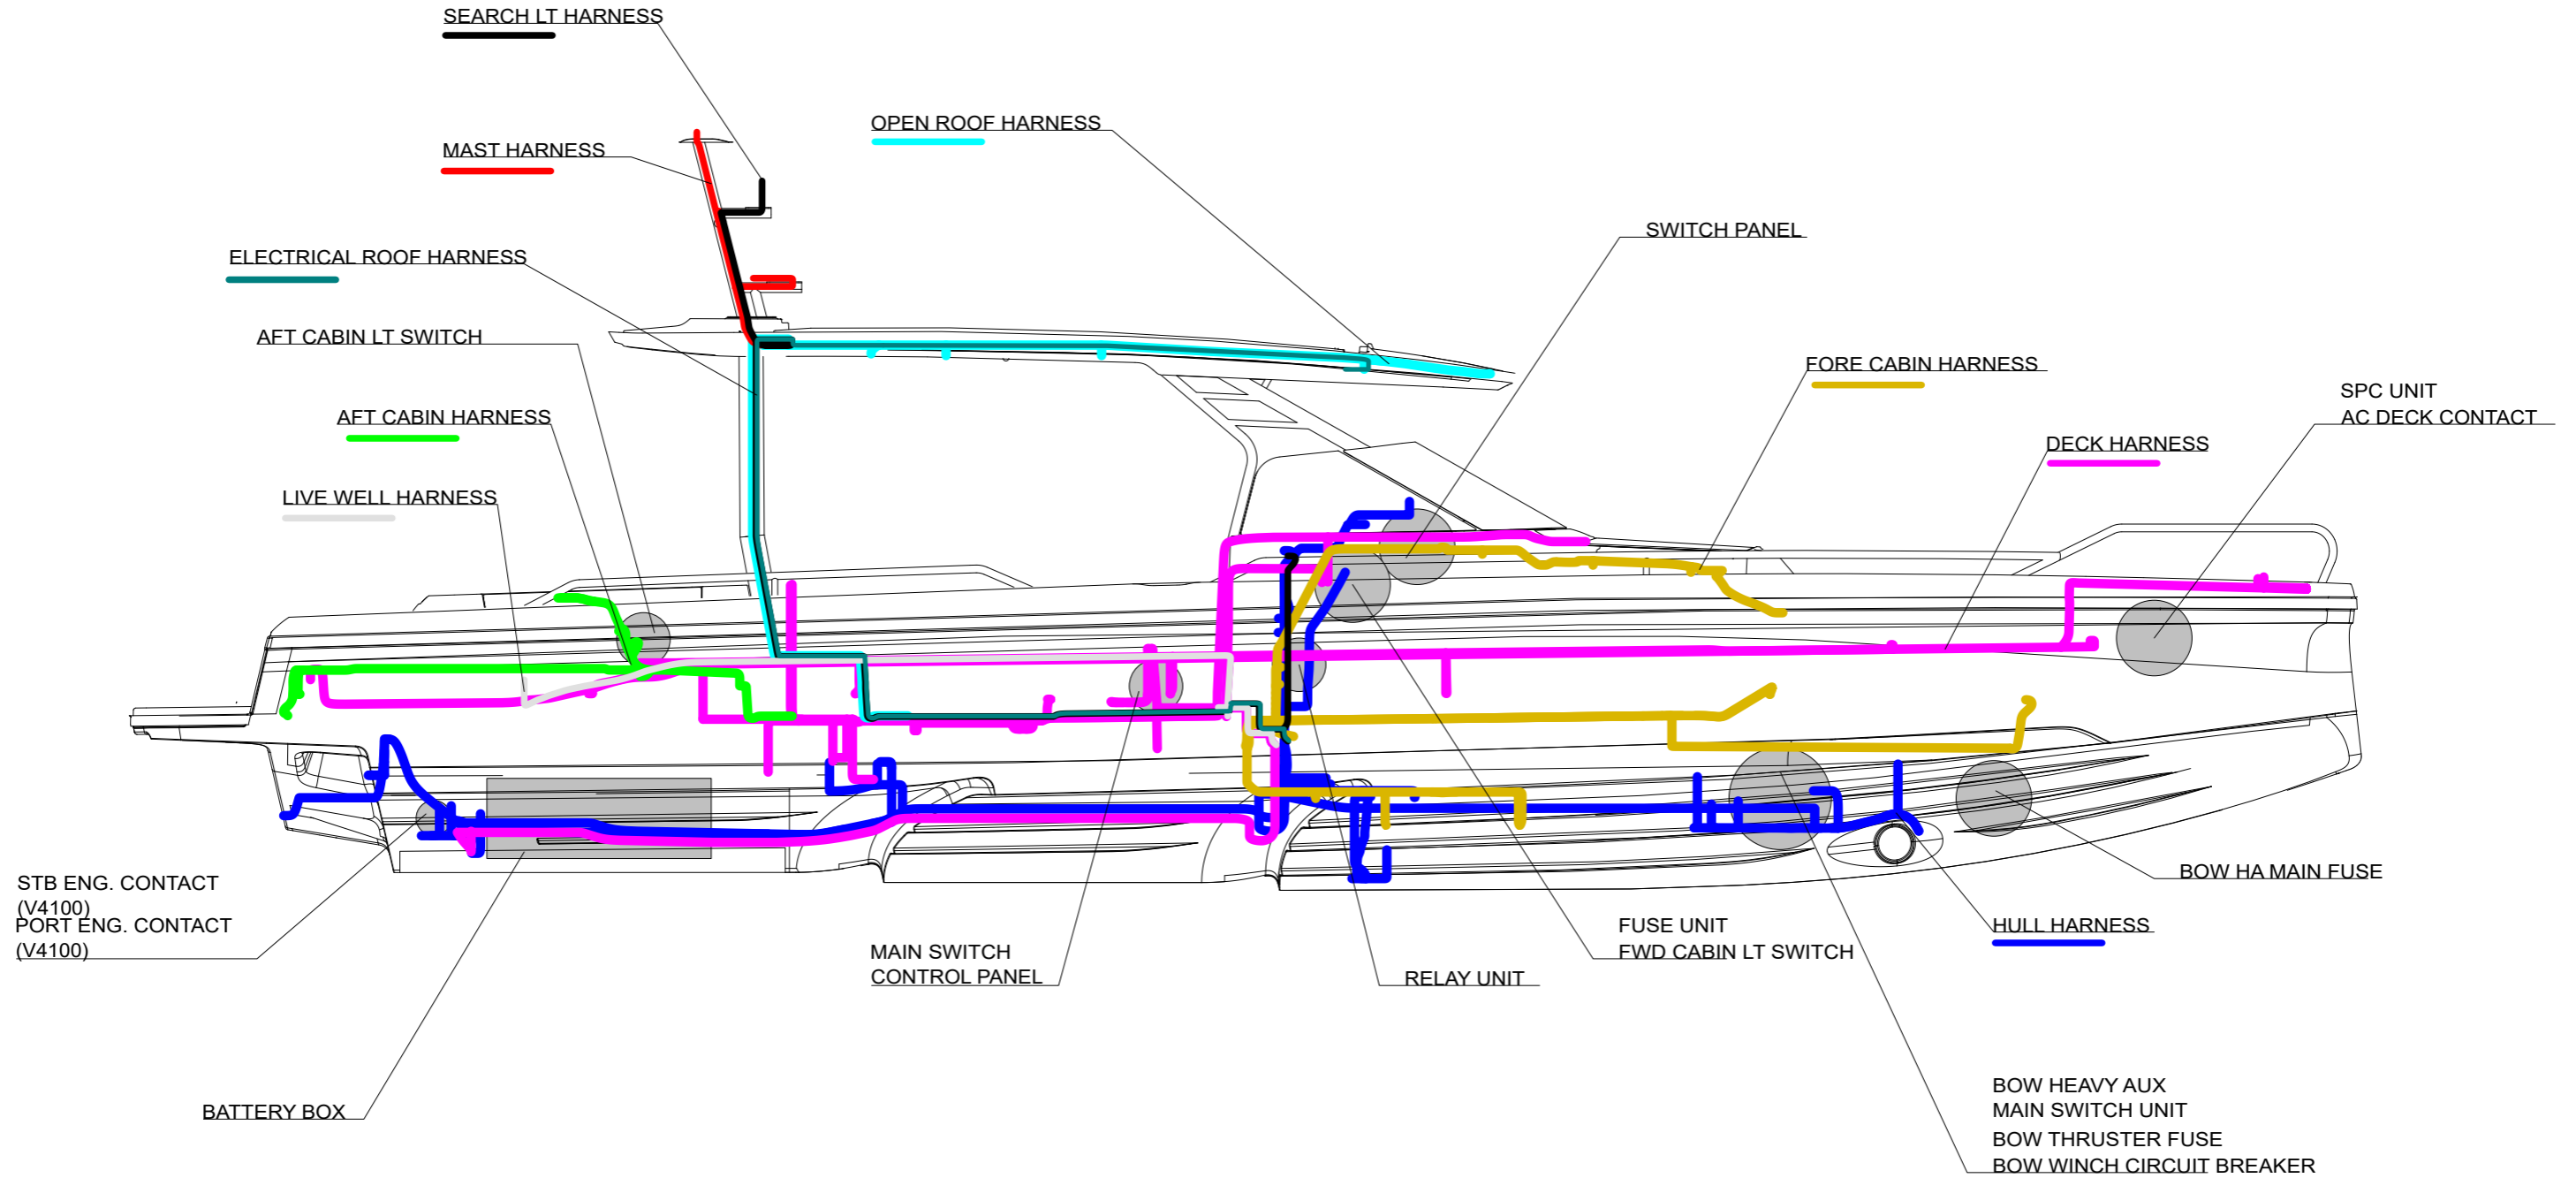 SEARCH LT HARNESS
MAST HARNESS
OPEN ROOF HARNESS
ELECTRICAL ROOF HARNESS
SWITCH PANEL
AFT CABIN LT SWITCH
FORE CABIN HARNESS
SPC UNIT
AC DECK CONTACT
AFT CABIN HARNESS
DECK HARNESS
LIVE WELL HARNESS
STB ENG. CONTACT
(V4100)
PORT ENG. CONTACT
(V4100)
BATTERY BOX
MAIN SWITCH
CONTROL PANEL
RELAY UNIT
FUSE UNIT
FWD CABIN LT SWITCH
BOW HA MAIN FUSE
HULL HARNESS
BOW HEAVY AUX
MAIN SWITCH UNIT
BOW THRUSTER FUSE
BOW WINCH CIRCUIT BREAKER